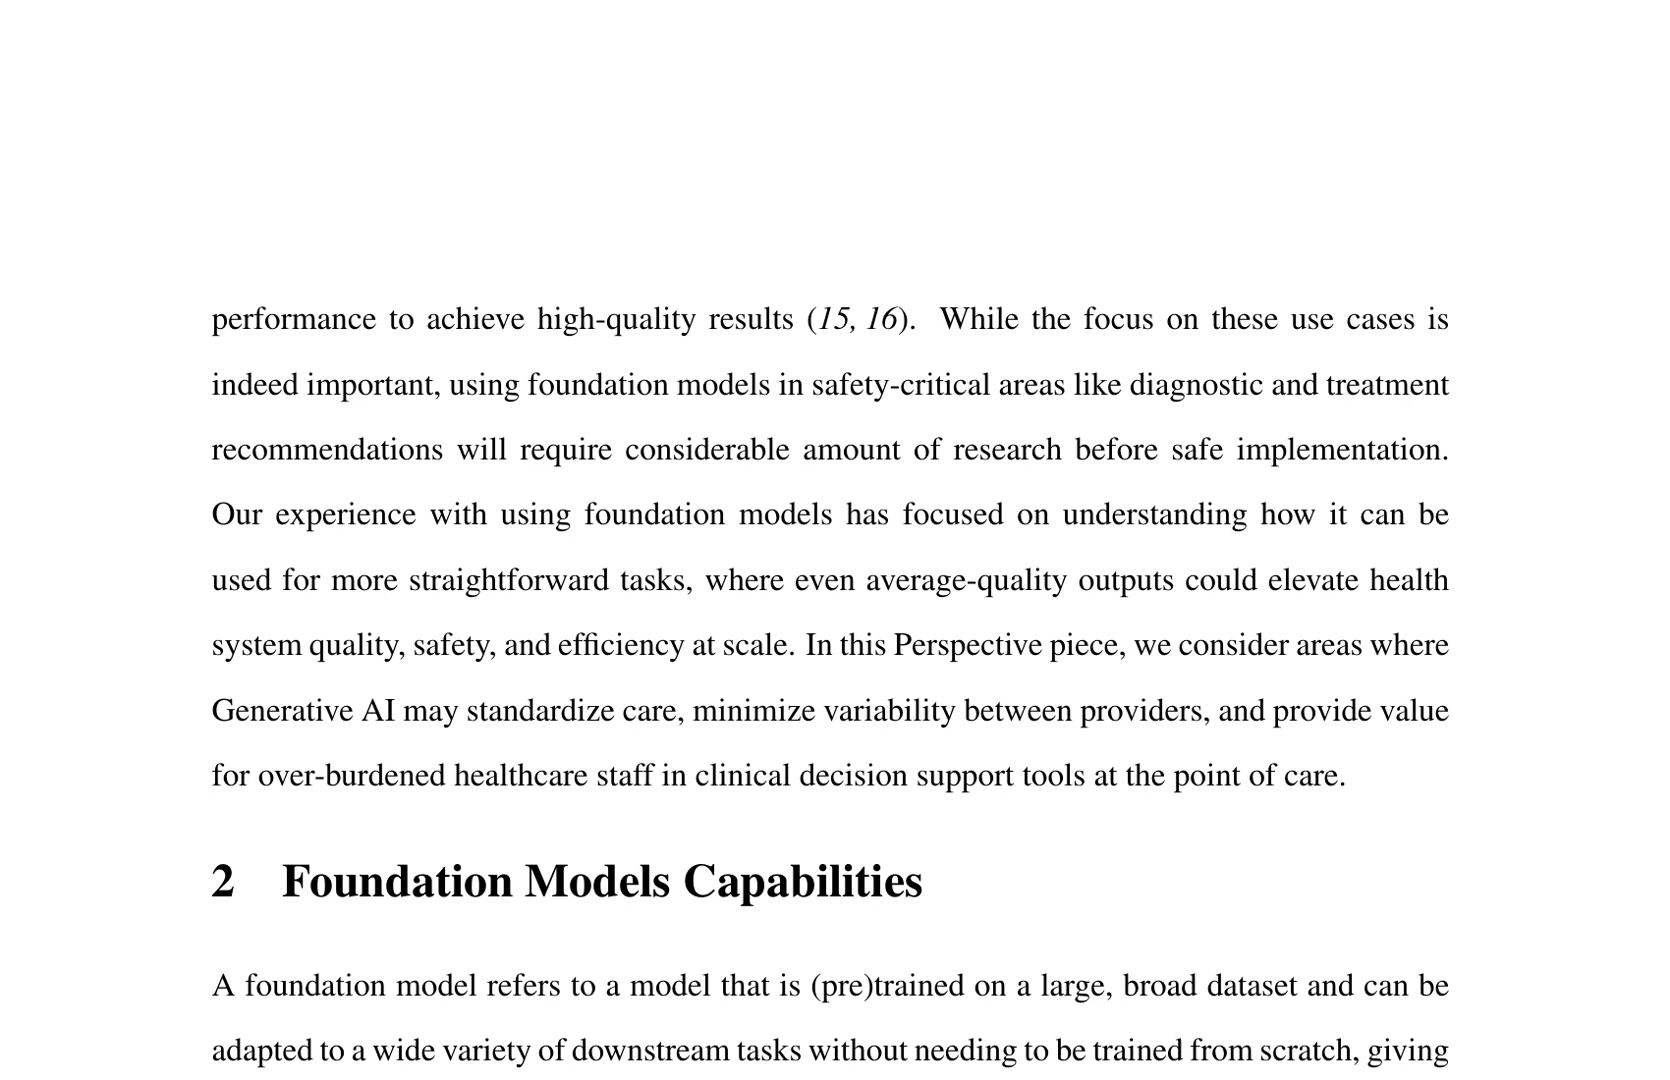 performance to achieve high-quality results (15, 16). While the focus on these use cases is
indeed important, using foundation models in safety-critical areas like diagnostic and treatment
recommendations will require considerable amount of research before safe implementation.
Our experience with using foundation models has focused on understanding how it can be
used for more straightforward tasks, where even average-quality outputs could elevate health
system quality, safety, and efficiency at scale. In this Perspective piece, we consider areas where
Generative AI may standardize care, minimize variability between providers, and provide value
for over-burdened healthcare staff in clinical decision support tools at the point of care.
2 Foundation Models Capabilities
A foundation model refers to a model that is (pre)trained on a large, broad dataset and can be
adapted to a wide variety of downstream tasks without needing to be trained from scratch, giving